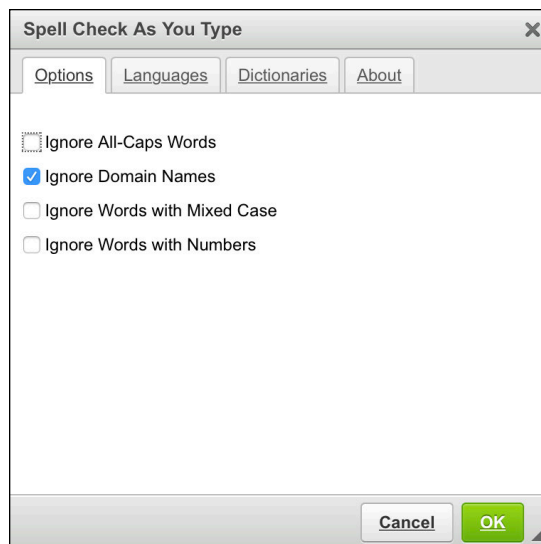 Spell Check As You Type
Options Languages Dictionaries About
Ignore All-Caps Words
Ignore Domain Names
Ignore Words with Mixed Case
Ignore Words with Numbers
Cancel OK